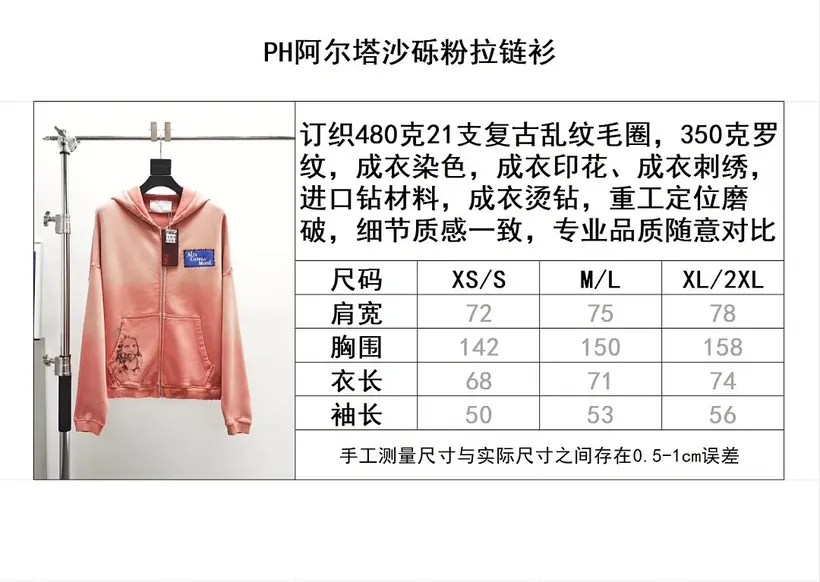 PH阿尔塔沙砾粉拉链衫
订织480克21支复古乱纹毛圈，350克罗
纹，成衣染色，成衣印花、成衣刺绣，
进口钻材料，成衣烫钻，重工定位磨
破，细节质感一致，专业品质随意对比
尺码 XS/S M/L XL/2XL
肩宽 72 75 78
胸围 142 150 158
衣长 68 71 74
袖长 50 53 56
手工测量尺寸与实际尺寸之间存在0.5-1cm误差